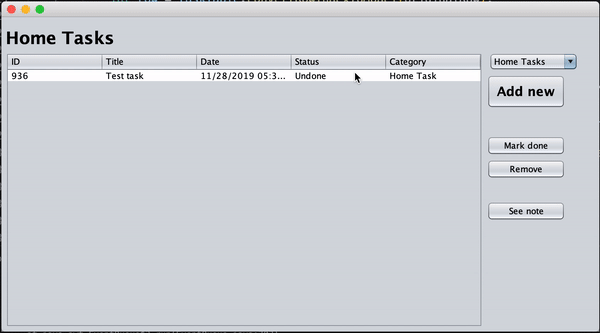 Home Tasks
ID Title Date Status Category
936 Test task 11/28/2019 05:3... Undone Home Task
Home Tasks
Add new
Mark done
Remove
See note